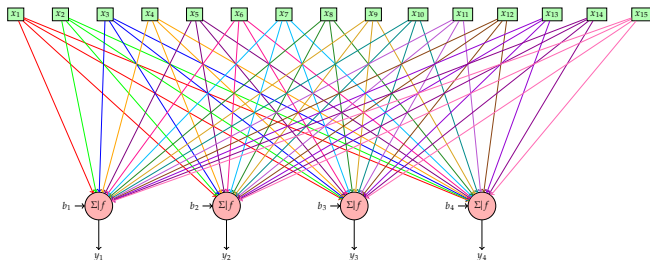 x₁ x₂ x₃ x₄ x₅ x₆ x₇ x₈ x₉ x₁₀ x₁₁ x₁₂ x₁₃ x₁₄ x₁₅
b₁ Σ|f b₂ Σ|f b₃ Σ|f b₄ Σ|f
y₁ y₂ y₃ y₄